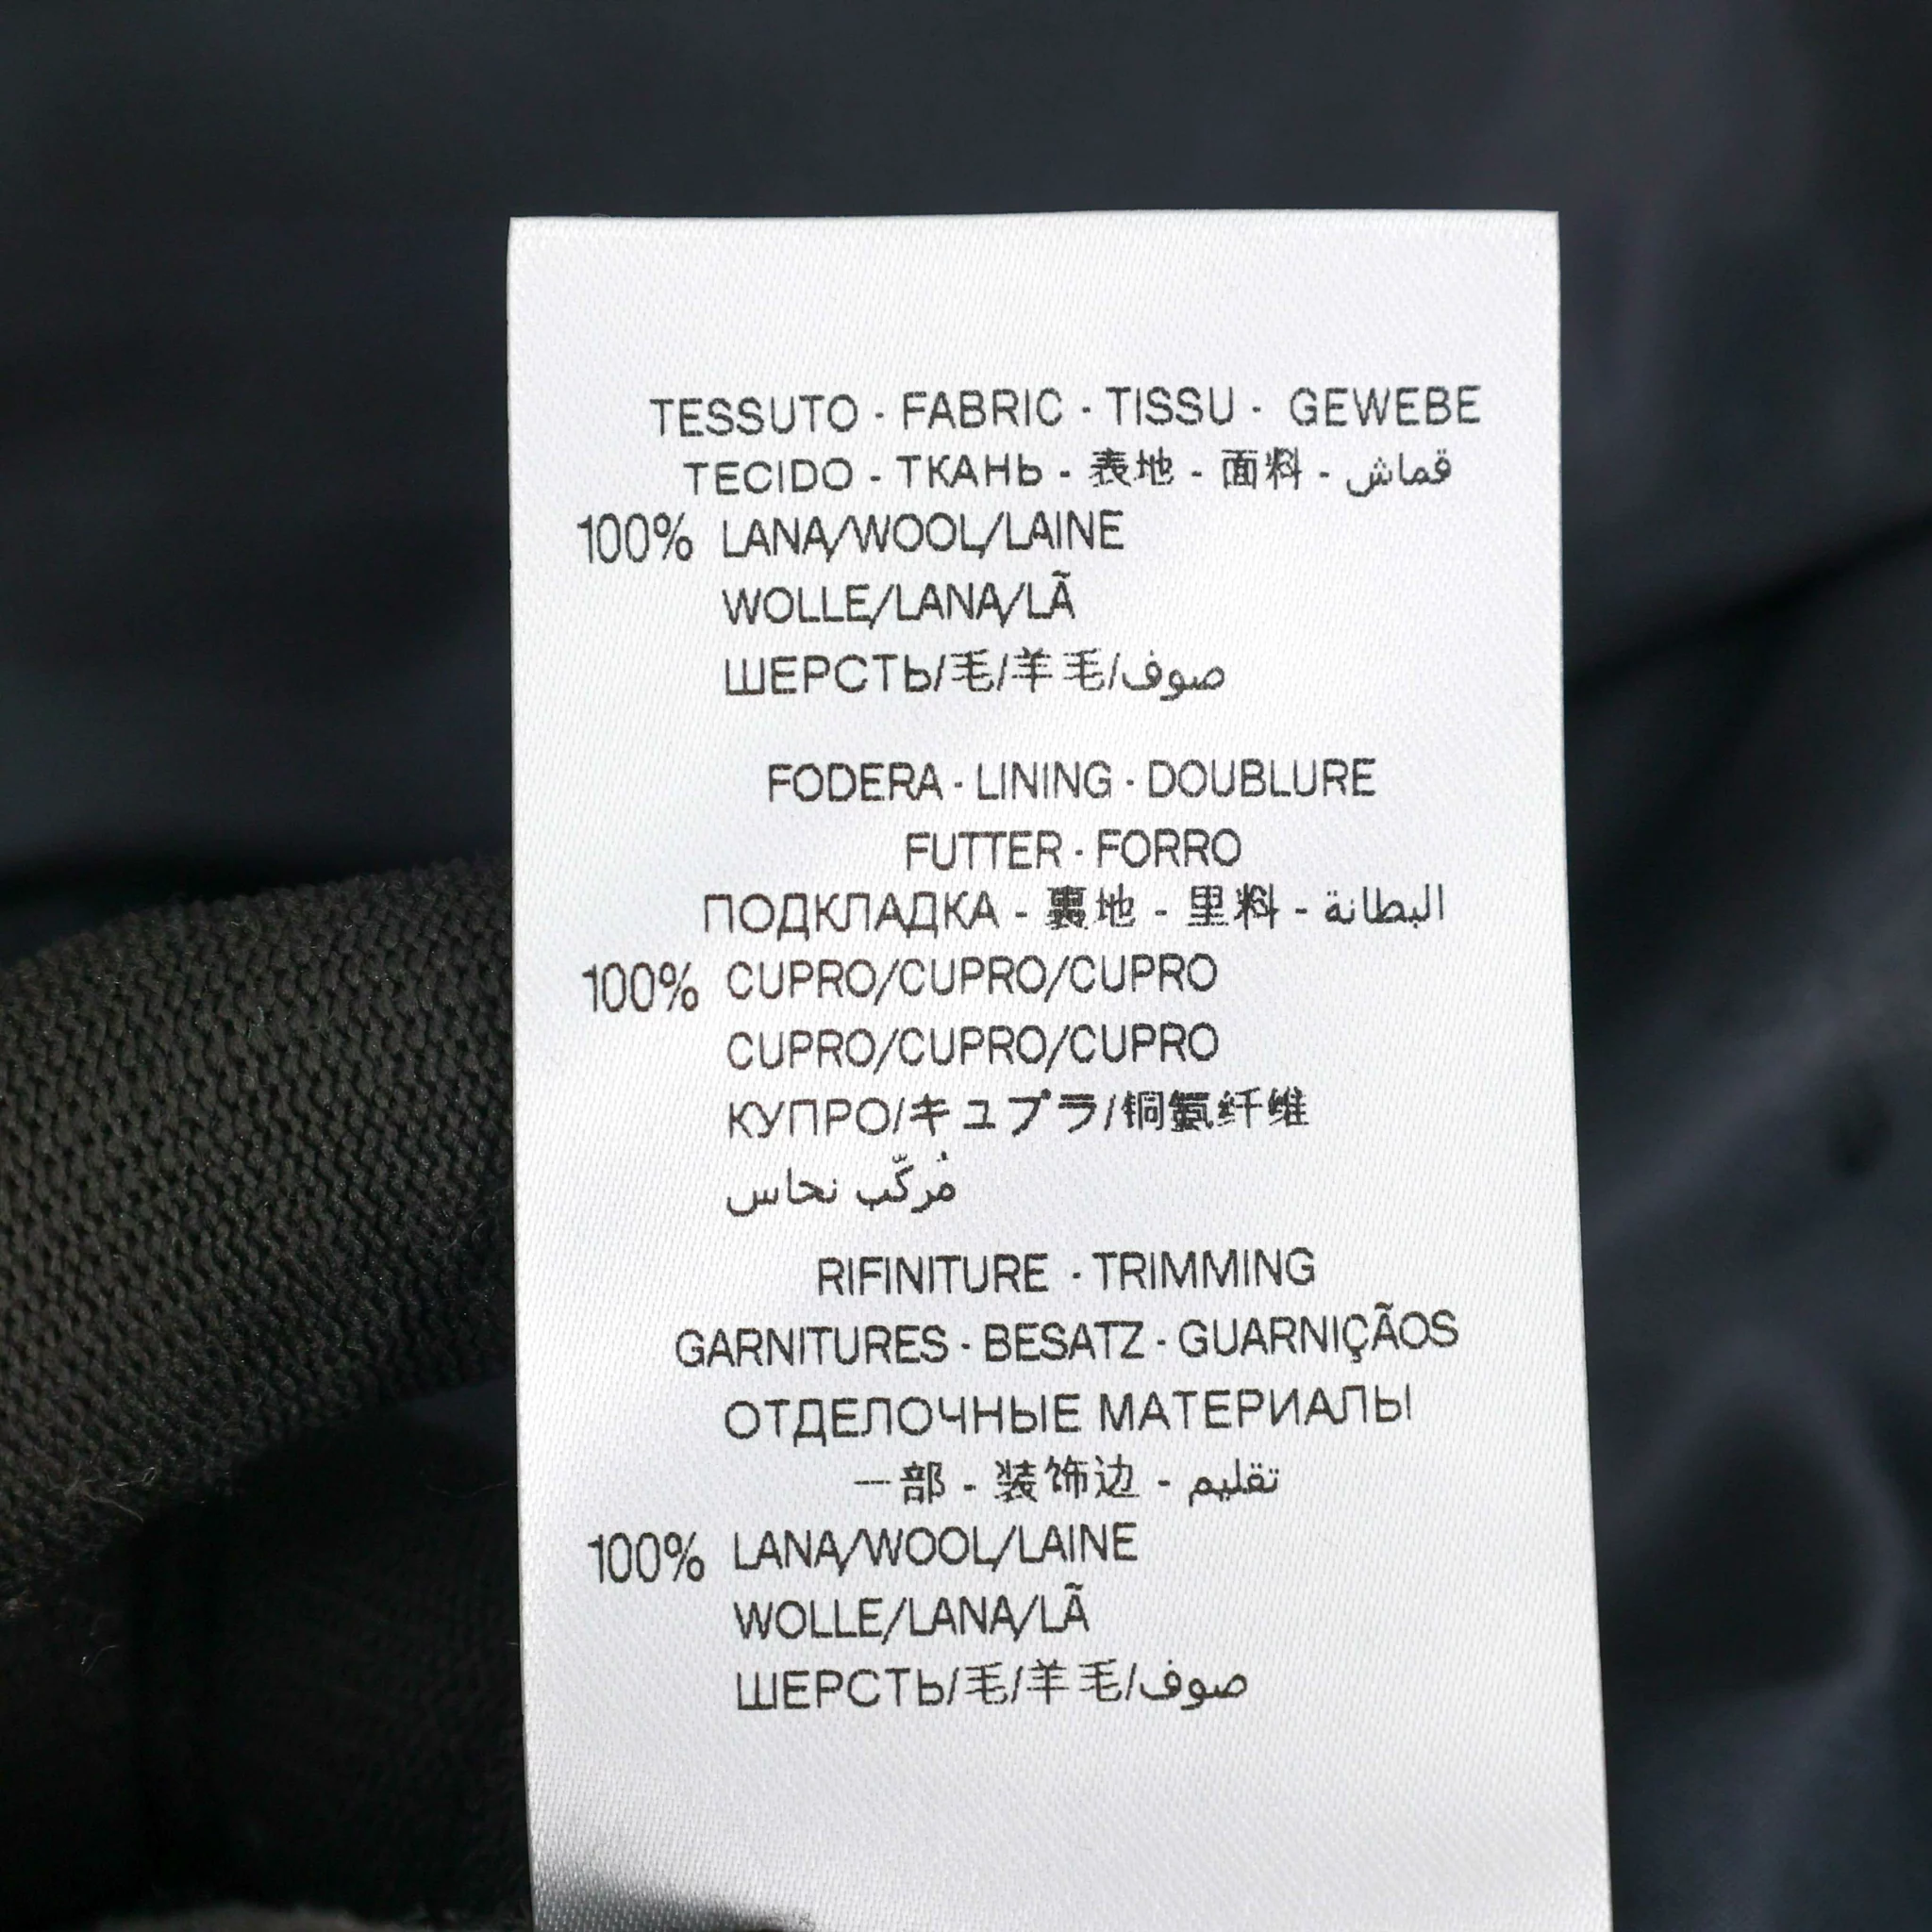 TESSUTO - FABRIC - TISSU - GEWEBE
TECIDO - ТКАНЬ - 表地 - 面料 - قماش
100% LANA/WOOL/LAINE
WOLLE/LANA/LÃ
ШЕРСТЬ/毛/羊毛/صوف
FODERA - LINING - DOUBLURE
FUTTER - FORRO
ПОДКЛАДКА - 裏地 - 里料 - البطانة
100% CUPRO/CUPRO/CUPRO
CUPRO/CUPRO/CUPRO
КУПРО/キュプラ/铜氨纤维
مُركّب نحاس
RIFINITURE - TRIMMING
GARNITURES - BESATZ - GUARNIÇÃOS
ОТДЕЛОЧНЫЕ МАТЕРИАЛЫ
一部 - 装饰边 - تقليم
100% LANA/WOOL/LAINE
WOLLE/LANA/LÃ
ШЕРСТЬ/毛/羊毛/صوف